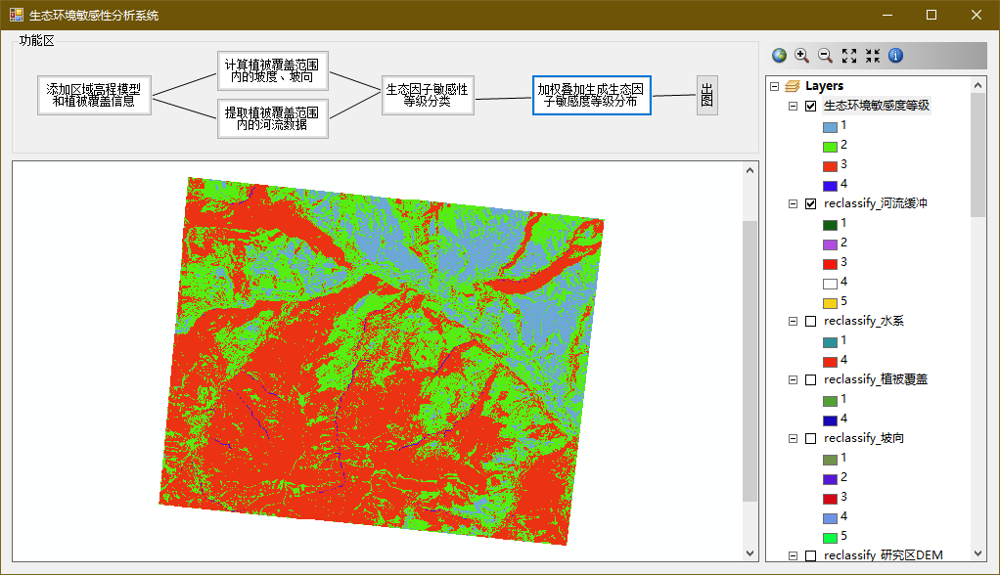 生态环境敏感性分析系统
功能区
添加区域高程模型
和植被覆盖信息
计算植被覆盖范围
内的坡度、坡向
提取植被覆盖范围
内的河流数据
生态因子敏感性
等级分类
加权叠加生成生态因
子敏感度等级分布
出
图
Layers
生态环境敏感度等级
1
2
3
4
reclassify_河流缓冲
1
2
3
4
5
reclassify_水系
1
4
reclassify_植被覆盖
1
4
reclassify_坡向
1
2
3
4
5
reclassify_研究区DEM